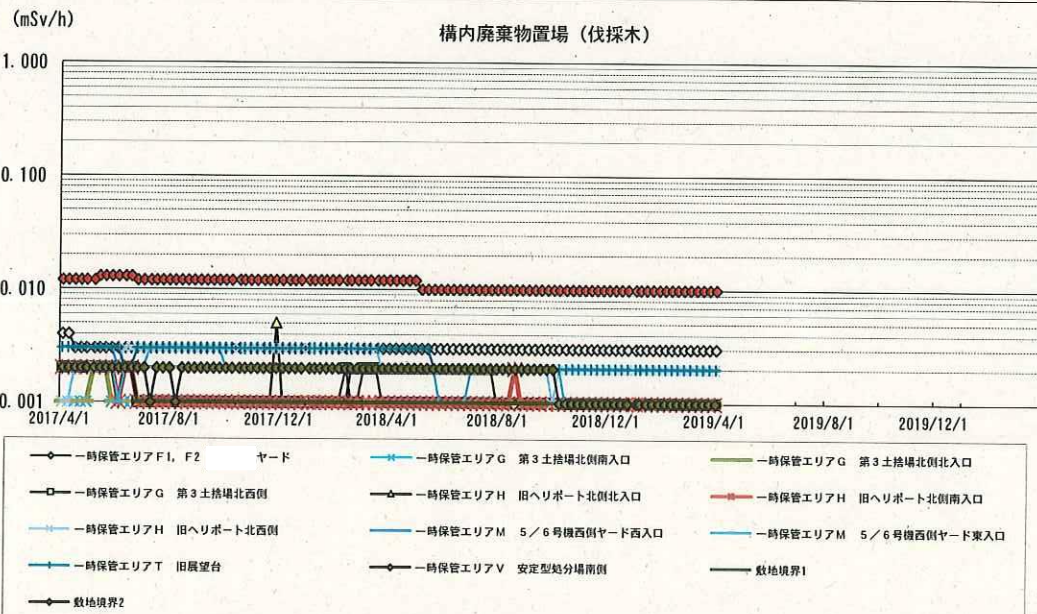 (mSv/h)
構内廃棄物置場（伐採木）
1.000
0.100
0.010
0.001
2017/4/1 2017/8/1 2017/12/1 2018/4/1 2018/8/1 2018/12/1 2019/4/1 2019/8/1 2019/12/1
一時保管エリアF1, F2 ヤード
一時保管エリアG 第3土捨場北側南入口
一時保管エリアG 第3土捨場北側北入口
一時保管エリアG 第3土捨場北西側
一時保管エリアH 旧ヘリポート北側北入口
一時保管エリアH 旧ヘリポート北側南入口
一時保管エリアH 旧ヘリポート北西側
一時保管エリアM 5／6号機西側ヤード西入口
一時保管エリアM 5／6号機西側ヤード東入口
一時保管エリアT 旧展望台
一時保管エリアV 安定型処分場南側
敷地境界1
敷地境界2